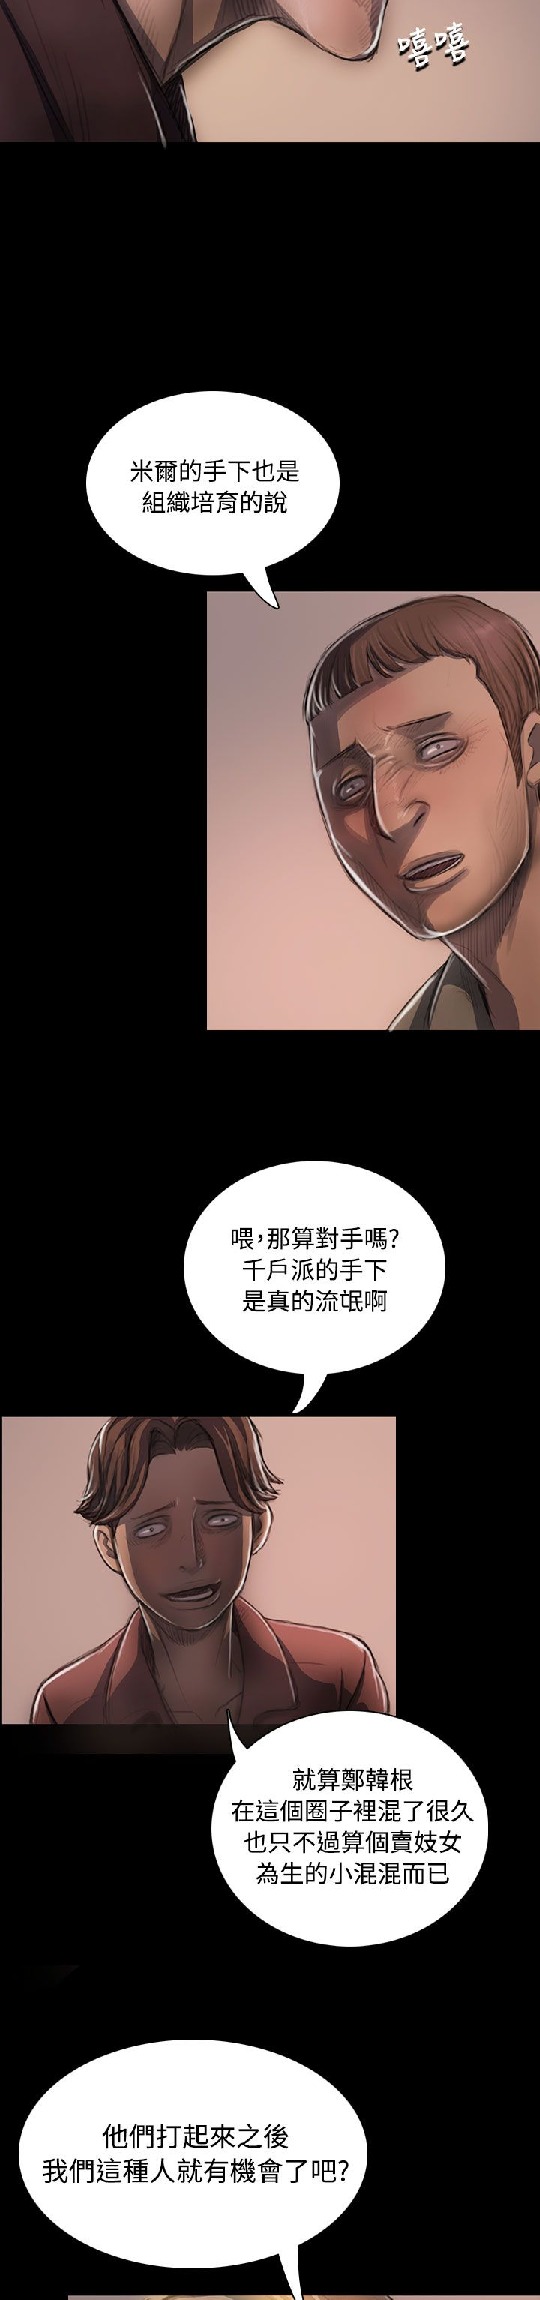 嘻嘻
米爾的手下也是
組織培育的說
喂，那算對手嗎？
千戶派的手下
是真的流氓啊
就算鄭韓根
在這個圈子裡混了很久
也只不過算個賣妓女
為生的小混混而已
他們打起來之後
我們這種人就有機會了吧？